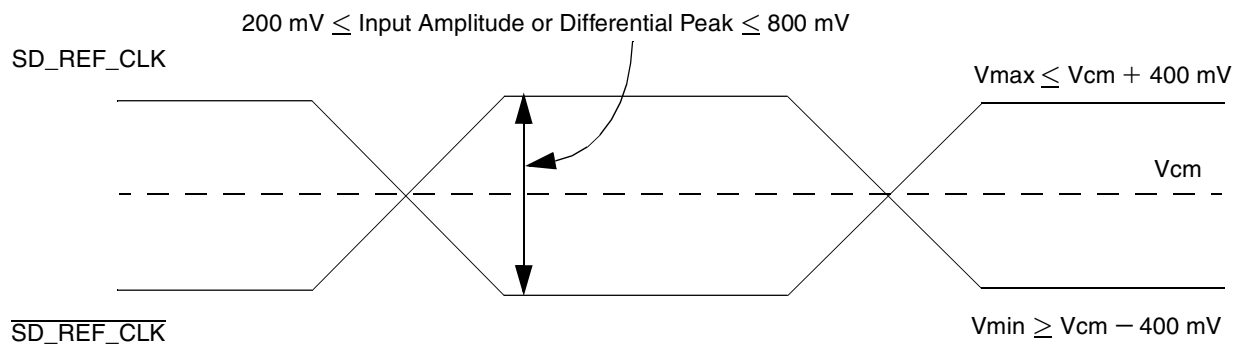 200 mV ≤ Input Amplitude or Differential Peak ≤ 800 mV
SD_REF_CLK
Vmax ≤ Vcm + 400 mV
Vcm
SD_REF_CLK
Vmin ≥ Vcm − 400 mV